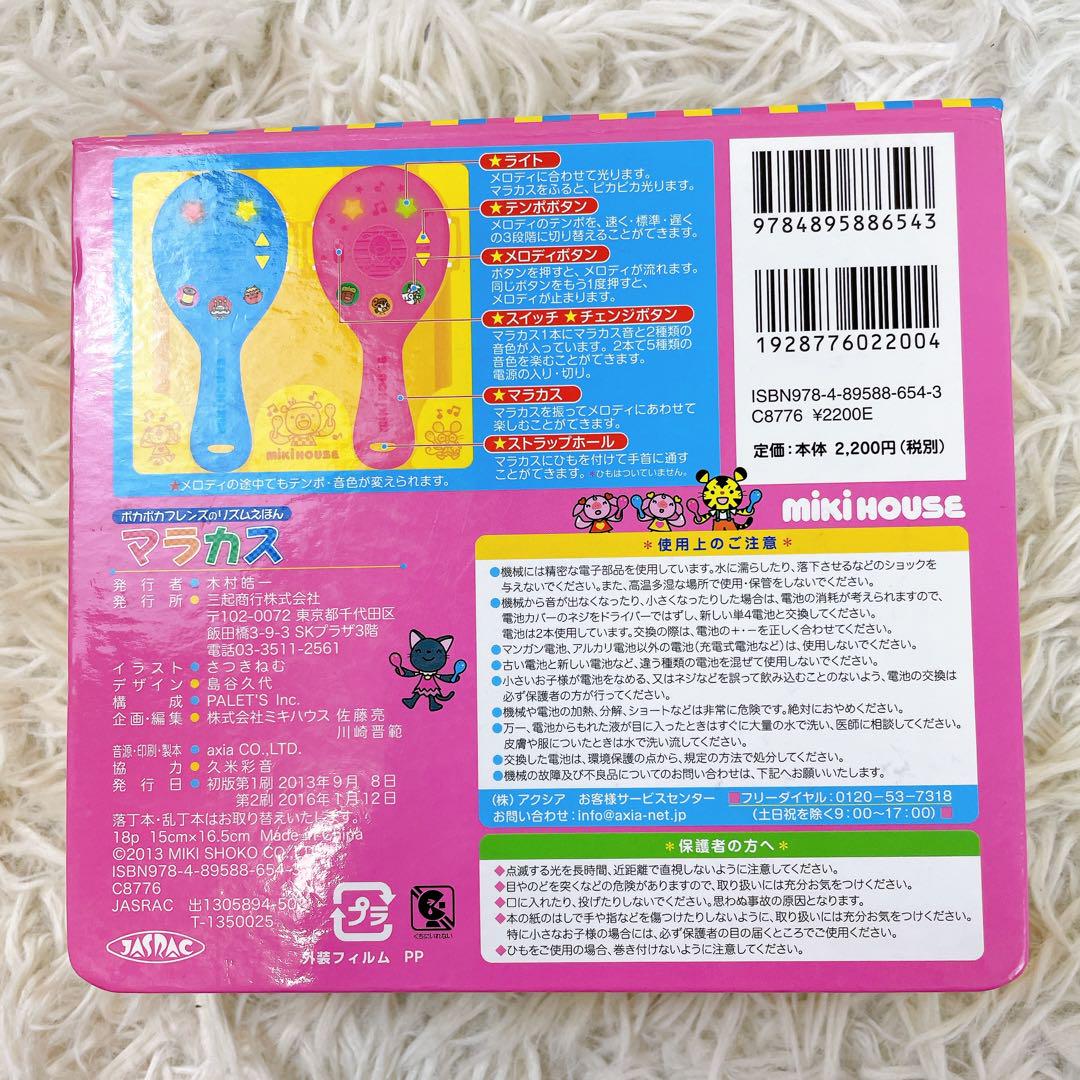 ★ライト
メロディに合わせて光ります。
マラカスをふると、ピカピカ光ります。
★テンポボタン
メロディのテンポを、速く・標準・遅く
の3段階に切り替えることができます。
★メロディボタン
ボタンを押すと、メロディが流れます。
同じボタンをもう1度押すと、
メロディが止まります。
★スイッチ ★チェンジボタン
マラカス1本にマラカス音と2種類の
音色が入っています。2本で5種類の
音色を楽むことができます。
電源の入り・切り。
★マラカス
マラカスを振ってメロディにあわせて
楽しむことができます。
★ストラップホール
マラカスにひもを付けて手首に通す
ことができます。*ひもはついていません。
miki HOUSE
★メロディの途中でもテンポ・音色が変えられます。
9784895886543
1928776022004
ISBN978-4-89588-654-3
C8776 ¥2200E
定価:本体 2,200円(税別)
ポカポカフレンズのリズムえほん
マラカス
発行者●木村皓一
発行所●三起商行株式会社
〒102-0072 東京都千代田区
飯田橋3-9-3 SKプラザ3階
電話03-3511-2561
イラスト●さつきねむ
デザイン●島谷久代
構成●PALET'S Inc.
企画・編集●株式会社ミキハウス 佐藤亮
川崎晋範
音源・印刷・製本●axia CO.,LTD.
協力●久米彩音
発行日●初版第1刷 2013年9月 8日
第2刷 2016年1月12日
落丁本・乱丁本はお取り替えいたします。
18p 15cm×16.5cm Made in China
©2013 MIKI SHOKO CO.,
ISBN978-4-89588-654-
C8776
JASRAC 出1305894-50
T-1350025
JASRAC
プラ
外装フィルム PP
くちにいれない
miki HOUSE
*使用上のご注意*
●機械には精密な電子部品を使用しています。水に濡らしたり、落下させるなどのショックを
与えないでください。また、高温多湿な場所で使用・保管をしないでください。
●機械から音が出なくなったり、小さくなったりした場合は、電池の消耗が考えられますので、
電池カバーのネジをドライバーではずし、新しい単4電池と交換してください。
電池は2本使用しています。交換の際は、電池の+・-を正しく合わせてください。
●マンガン電池、アルカリ電池以外の電池(充電式電池など)は、使用しないでください。
●古い電池と新しい電池など、違う種類の電池を混ぜて使用しないでください。
●小さいお子様が電池をなめる、又はネジなどを誤って飲み込むことのないよう、電池の交換は
必ず保護者の方が行ってください。
●機械や電池の加熱、分解、ショートなどは非常に危険です。絶対におやめください。
●万一、電池からもれた液が目に入ったときはすぐに大量の水で洗い、医師に相談してください。
皮膚や服についたときは水で洗い流してください。
●交換した電池は、環境保護の点から、規定の方法で処分してください。
●機械の故障及び不良品についてのお問い合わせは、下記へお願いいたします。
(株)アクシア お客様サービスセンター ■フリーダイヤル:0120-53-7318
お問い合わせ:info@axia-net.jp (土日祝を除く9:00~17:00)■
*保護者の方へ*
◆点滅する光を長時間、近距離で直視しないように注意してください。
◆目やのどを突くなどの危険がありますので、取り扱いには充分お気をつけください。
◆口に入れたり、投げたりしないでください。思わぬ事故の原因となります。
◆本の紙のはしで手や指などを傷つけたりしないように、取り扱いには充分お気をつけください。
特に小さなお子様の場合には、必ず保護者の目の届くところでご使用ください。
◆ひもをご使用の場合、巻き付けないように注意してください。